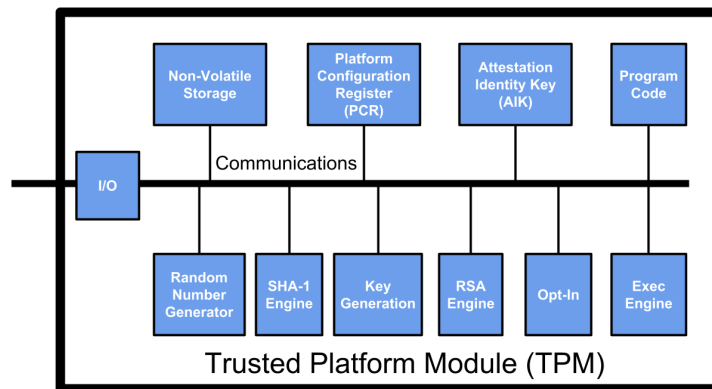 Non-Volatile
Storage
Platform
Configuration
Register
(PCR)
Attestation
Identity Key
(AIK)
Program
Code
I/O
Communications
Random
Number
Generator
SHA-1
Engine
Key
Generation
RSA
Engine
Opt-In
Exec
Engine
Trusted Platform Module (TPM)